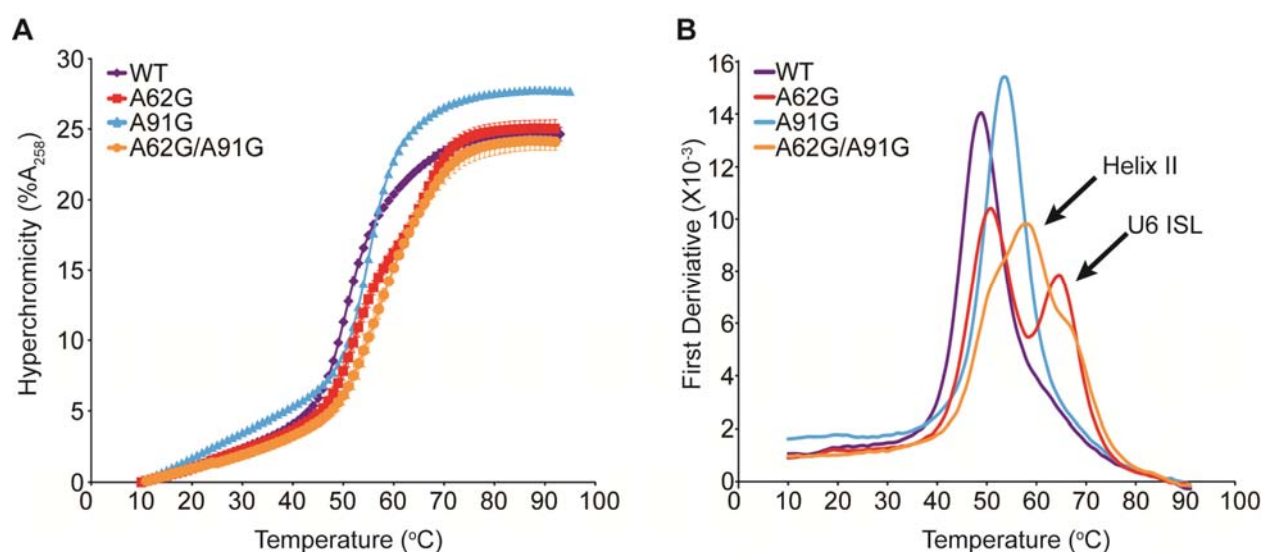 A
30
25
20
15
10
5
0
Hyperchromicity (%A258)
WT
A62G
A91G
A62G/A91G
0 10 20 30 40 50 60 70 80 90 100
Temperature (oC)
B
16
14
12
10
8
6
4
2
0
First Deriviative (X10-3)
WT
A62G
A91G
A62G/A91G
Helix II
U6 ISL
0 10 20 30 40 50 60 70 80 90 100
Temperature (oC)